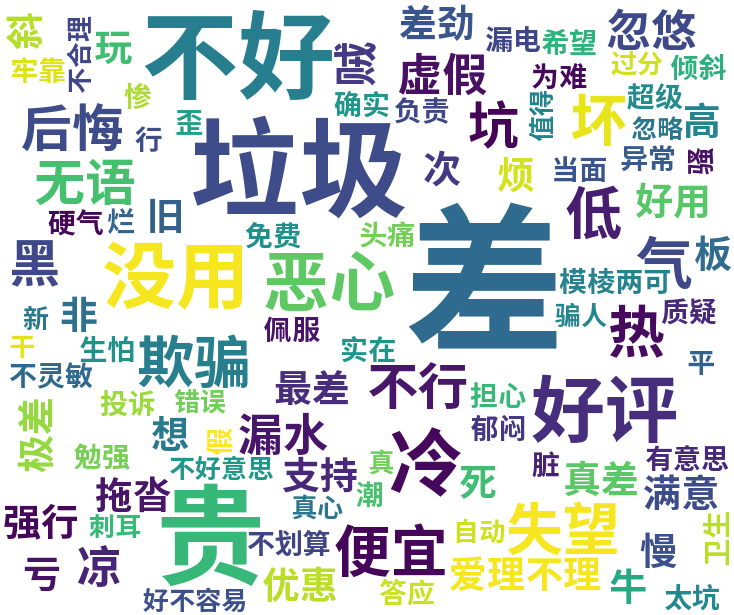 斜
不合理
玩
不好
贼
差劲
漏电
希望
忽悠
牢靠
虚假
为难
过分
倾斜
惨
确实
负责
坑
值得
坏
超级
高
后悔
行
歪
垃圾
忽略
无语
次
烦
当面
异常
骚
硬气
烂
旧
免费
头痛
差
低
好用
黑
没用
恶心
气
板
模棱两可
新
非
佩服
骗人
热
质疑
干
生怕
欺骗
实在
平
不灵敏
极差
投诉
错误
最差
不行
担心
好评
假
想
漏水
郁闷
勉强
不好意思
支持
真
冷
死
脏
真差
有意思
拖沓
贵
真心
潮
满意
强行
刺耳
不划算
便宜
自动
失望
慢
卫生
亏
凉
优惠
答应
爱理不理
牛
好不容易
太坑